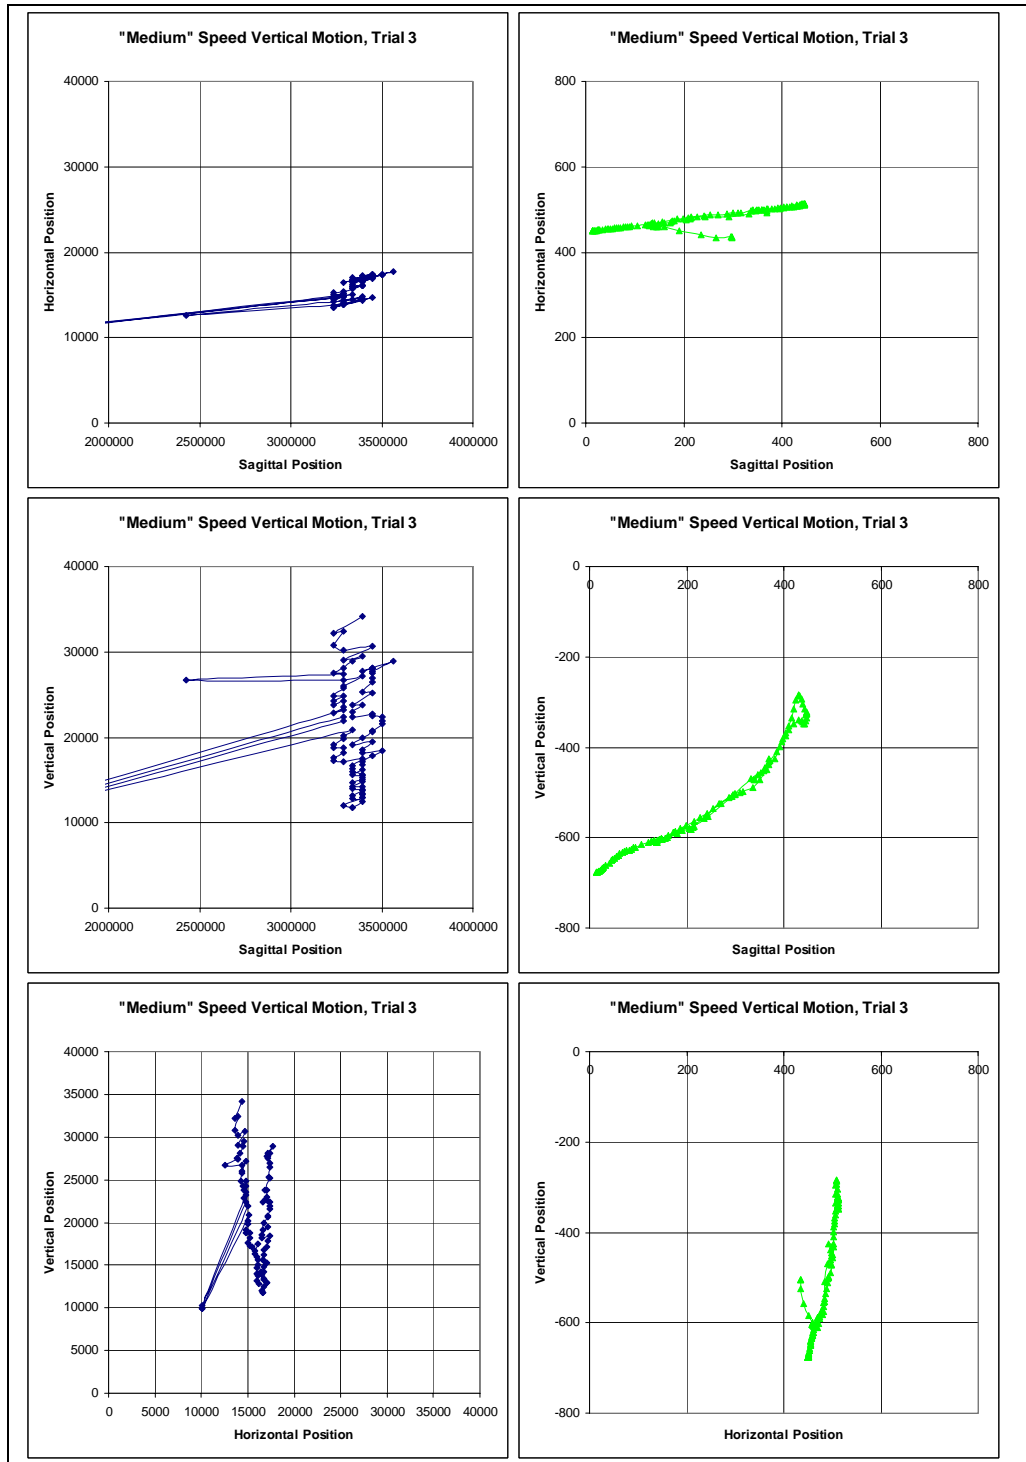 "Medium" Speed Vertical Motion, Trial 3
40000
30000
20000
10000
0
Horizontal Position
2000000 2500000 3000000 3500000 4000000
Sagittal Position
"Medium" Speed Vertical Motion, Trial 3
800
600
400
200
0
Horizontal Position
0 200 400 600 800
Sagittal Position
"Medium" Speed Vertical Motion, Trial 3
40000
30000
20000
10000
0
Vertical Position
2000000 2500000 3000000 3500000 4000000
Sagittal Position
"Medium" Speed Vertical Motion, Trial 3
0
-200
-400
-600
-800
Vertical Position
0 200 400 600 800
Sagittal Position
"Medium" Speed Vertical Motion, Trial 3
40000
35000
30000
25000
20000
15000
10000
5000
0
Vertical Position
0 5000 10000 15000 20000 25000 30000 35000 40000
Horizontal Position
"Medium" Speed Vertical Motion, Trial 3
0
-200
-400
-600
-800
Vertical Position
0 200 400 600 800
Horizontal Position